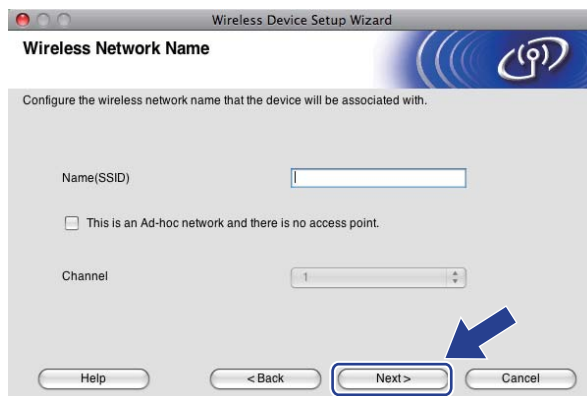 Wireless Device Setup Wizard
Wireless Network Name
Configure the wireless network name that the device will be associated with.
Name(SSID)
This is an Ad-hoc network and there is no access point.
Channel 1
Help <Back Next> Cancel